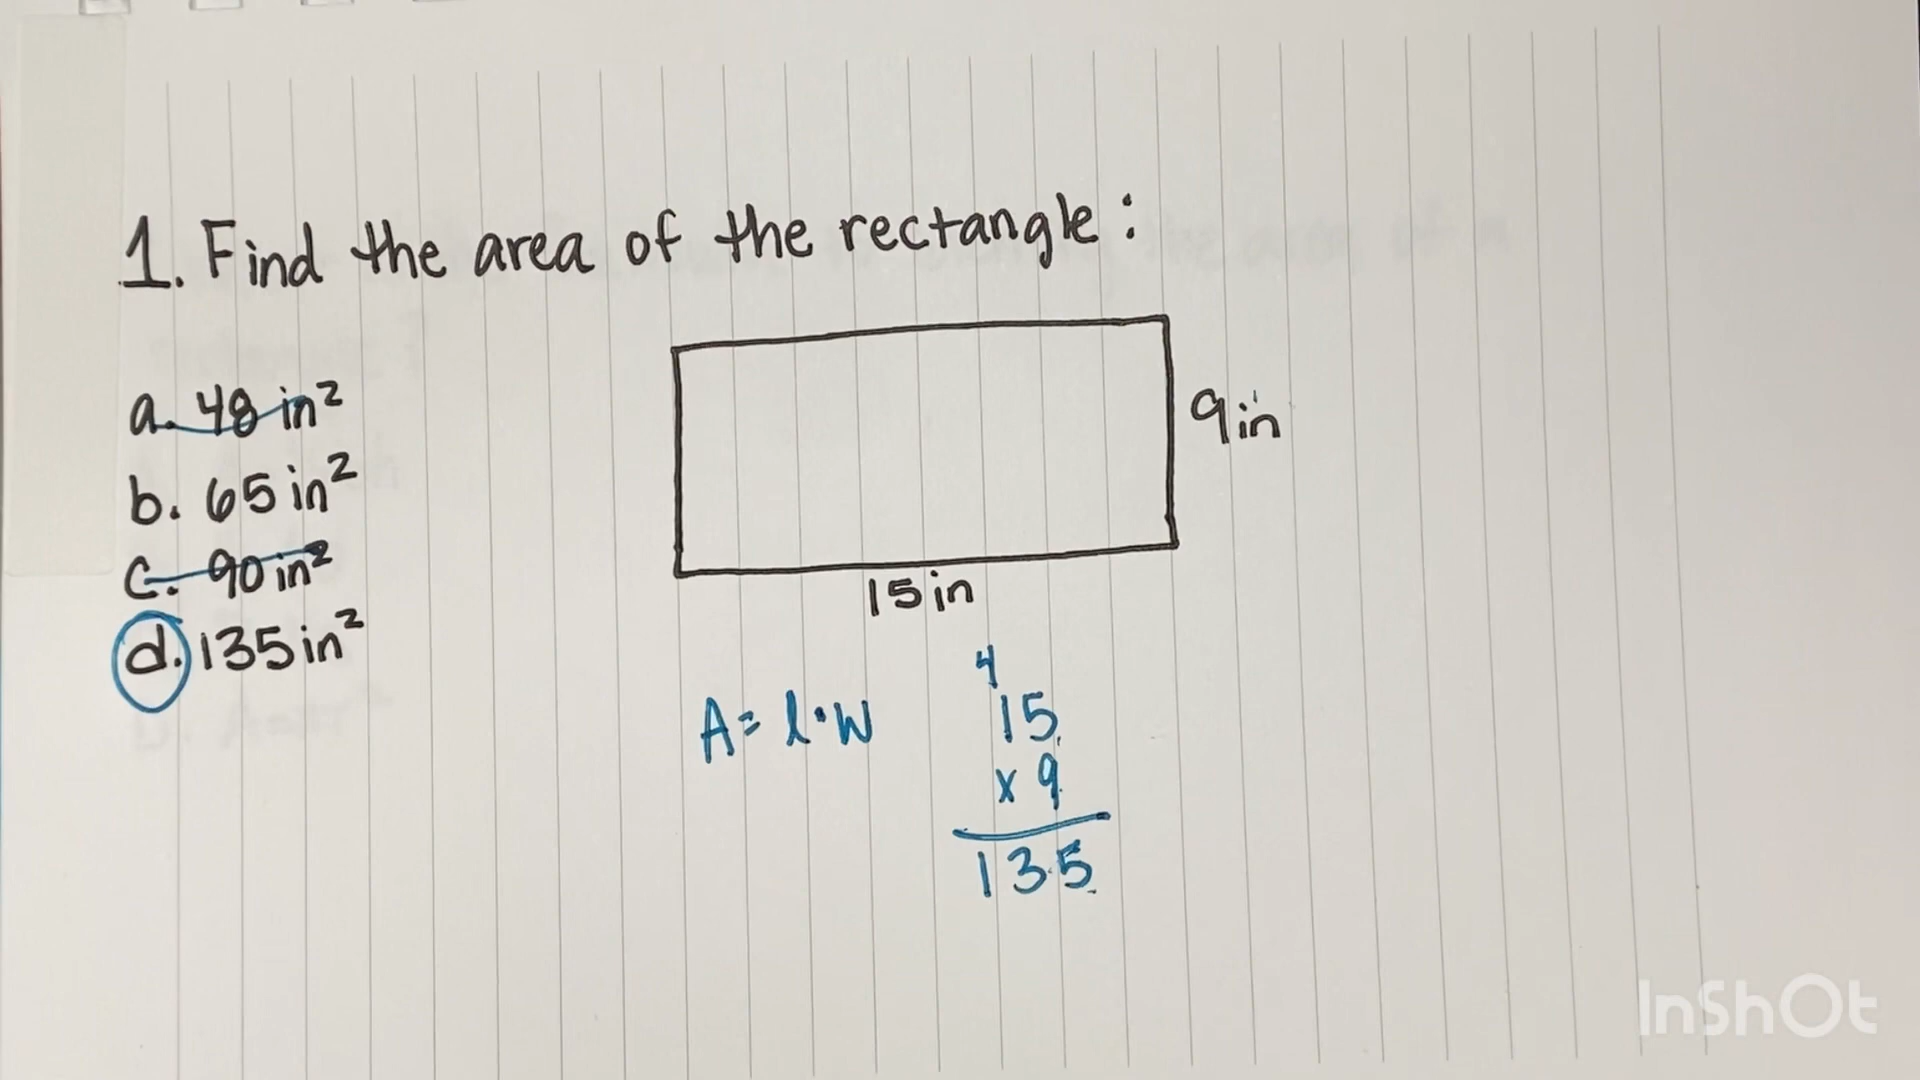 1. Find the area of the rectangle:
a. 48 in²
b. 65 in²
c. 90 in²
d. 135 in²
9 in
15 in
A = l · W
4
15
x 9
135
InShOt